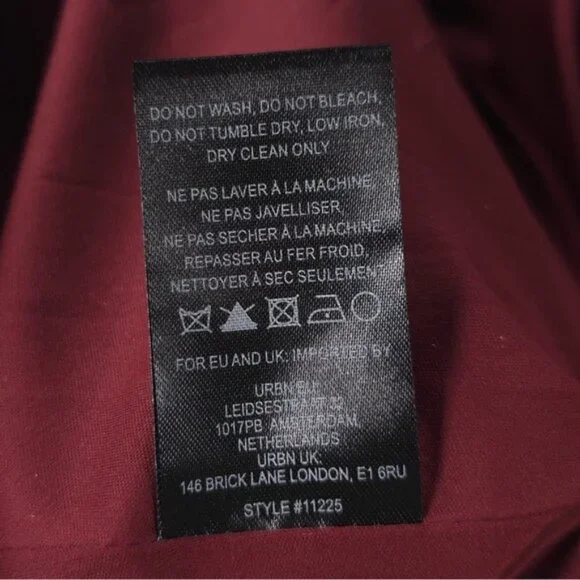 DO NOT WASH, DO NOT BLEACH,
DO NOT TUMBLE DRY, LOW IRON,
DRY CLEAN ONLY
NE PAS LAVER À LA MACHINE,
NE PAS JAVELLISER,
NE PAS SECHER À LA MACHINE,
REPASSER AU FER FROID,
NETTOYER À SEC SEULEMENT
FOR EU AND UK: IMPORTED BY
URBN EU:
LEIDSESTRAAT 32
1017PB AMSTERDAM,
NETHERLANDS
URBN UK:
146 BRICK LANE LONDON, E1 6RU
STYLE #11225